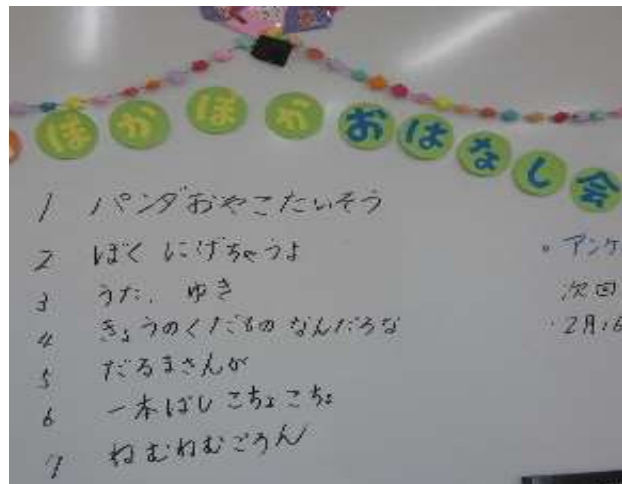 ほかほかおはなし会
1 パンダおやこたいそう
2 ぼく にげちゃうよ
3 うた、ゆき
4 きょうのくだもの なんだろな
5 だるまさんが
6 一本ばし こちょこちょ
7 ねむねむごろん
アンケ
次回
2月16